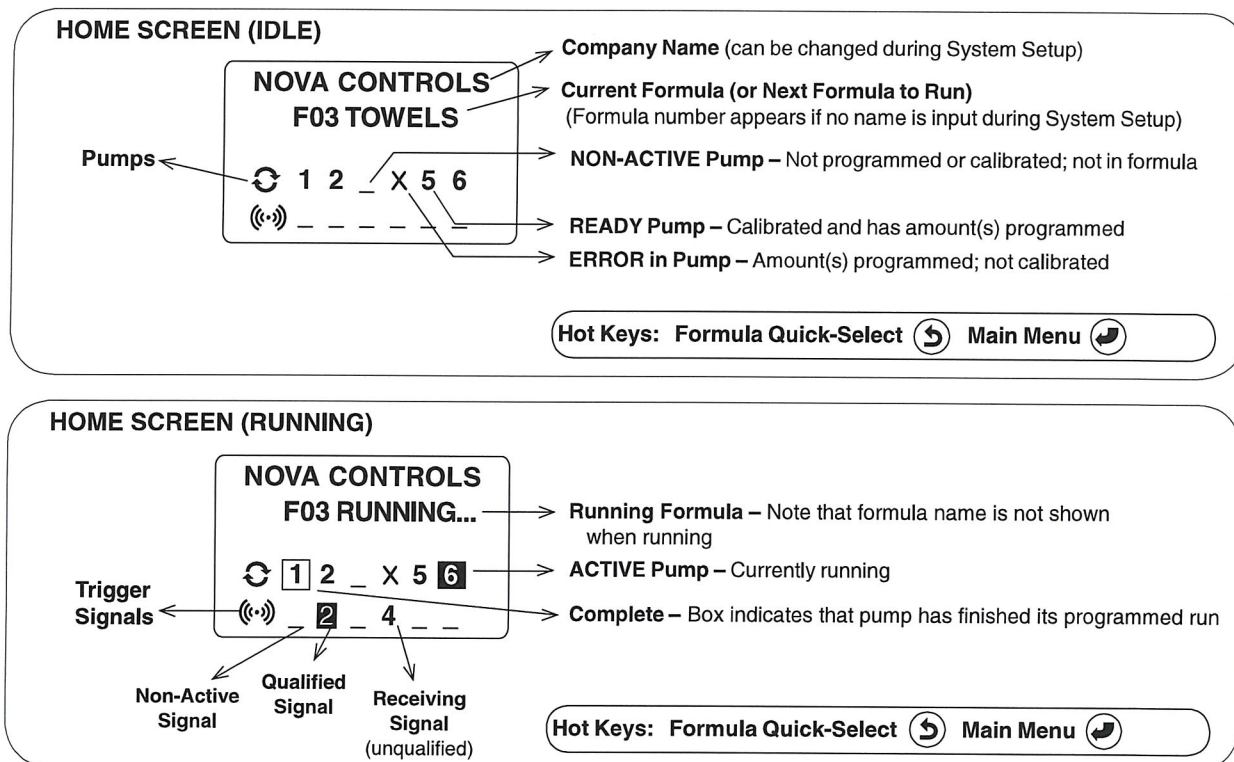 HOME SCREEN (IDLE)
NOVA CONTROLS
F03 TOWELS
Pumps
1 2 _ X 5 6
_ _ _ _ _ _
Company Name (can be changed during System Setup)
Current Formula (or Next Formula to Run)
(Formula number appears if no name is input during System Setup)
NON-ACTIVE Pump – Not programmed or calibrated; not in formula
READY Pump – Calibrated and has amount(s) programmed
ERROR in Pump – Amount(s) programmed; not calibrated
Hot Keys: Formula Quick-Select Main Menu
HOME SCREEN (RUNNING)
NOVA CONTROLS
F03 RUNNING...
1 2 _ X 5 6
Trigger
Signals
_ 2 _ 4 _ _
Running Formula – Note that formula name is not shown
when running
ACTIVE Pump – Currently running
Complete – Box indicates that pump has finished its programmed run
Non-Active
Signal
Qualified
Signal
Receiving
Signal
(unqualified)
Hot Keys: Formula Quick-Select Main Menu